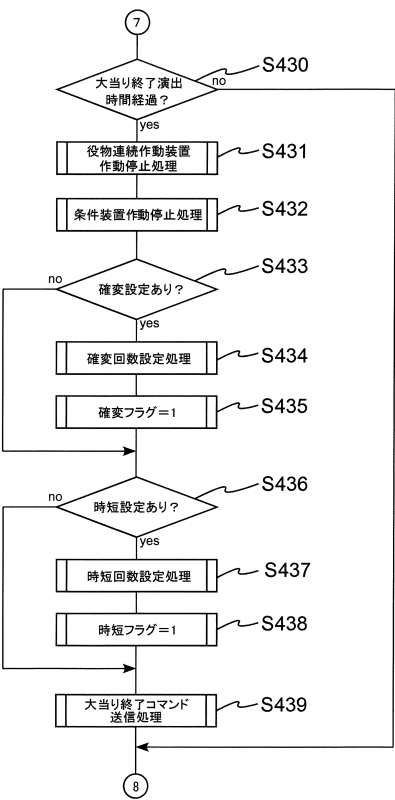 7
S430
大当り終了演出
時間経過？
no
yes
役物連続作動装置
作動停止処理
S431
条件装置作動停止処理
S432
S433
no
確変設定あり？
yes
確変回数設定処理
S434
確変フラグ＝1
S435
S436
no
時短設定あり？
yes
時短回数設定処理
S437
時短フラグ＝1
S438
大当り終了コマンド
送信処理
S439
8